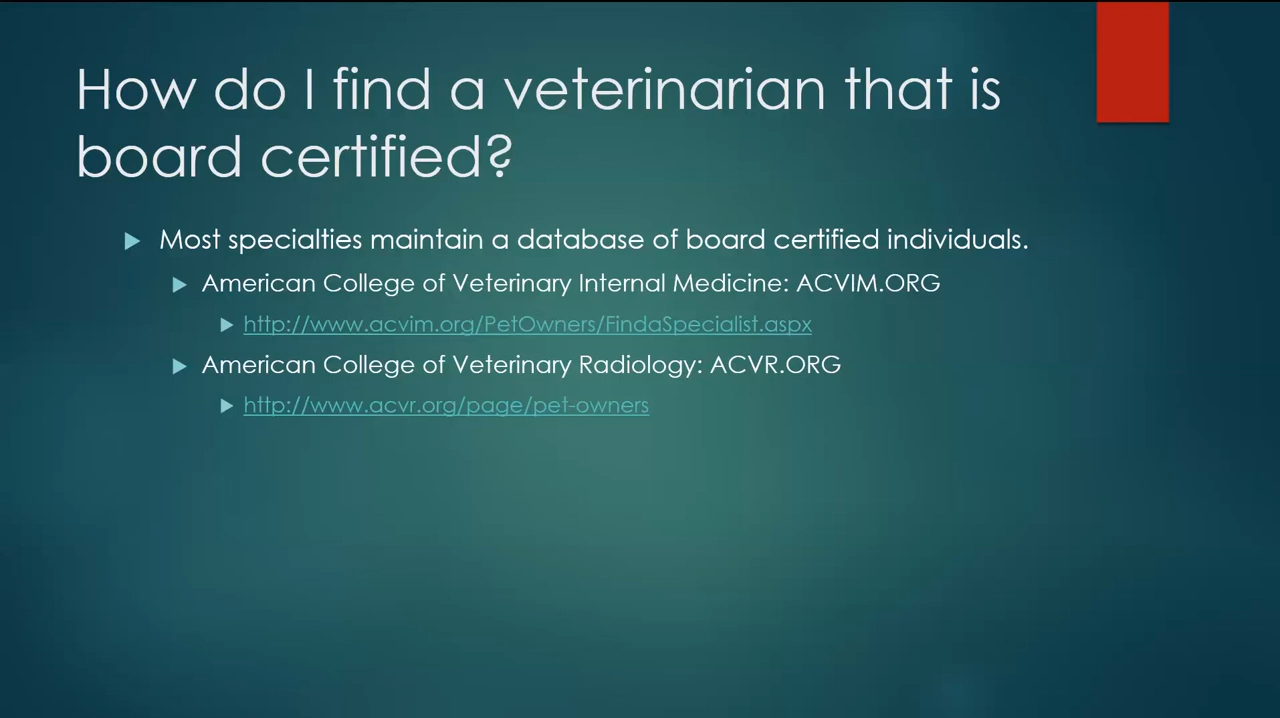 How do I find a veterinarian that is
board certified?
Most specialties maintain a database of board certified individuals.
American College of Veterinary Internal Medicine: ACVIM.ORG
http://www.acvim.org/PetOwners/FindaSpecialist.aspx
American College of Veterinary Radiology: ACVR.ORG
http://www.acvr.org/page/pet-owners